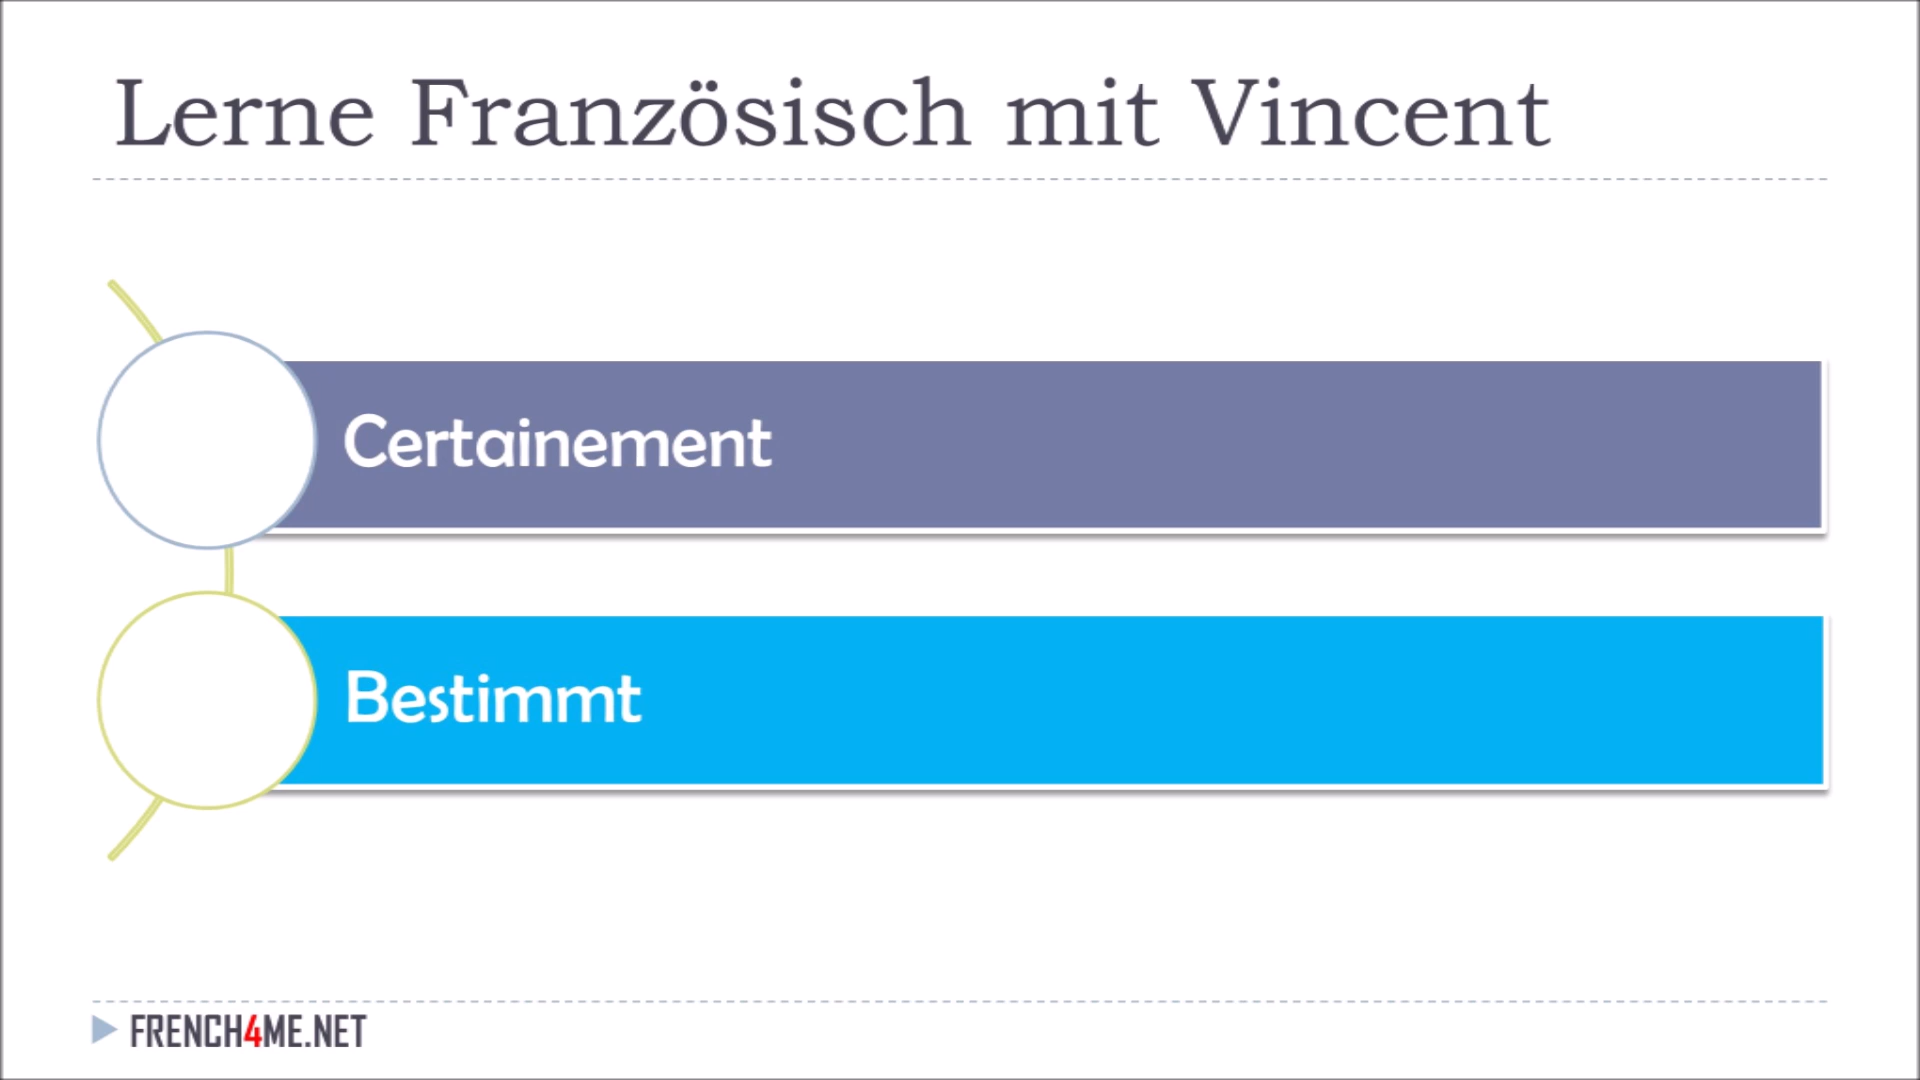 Lerne Französisch mit Vincent
Certainement
Bestimmt
FRENCH4ME.NET